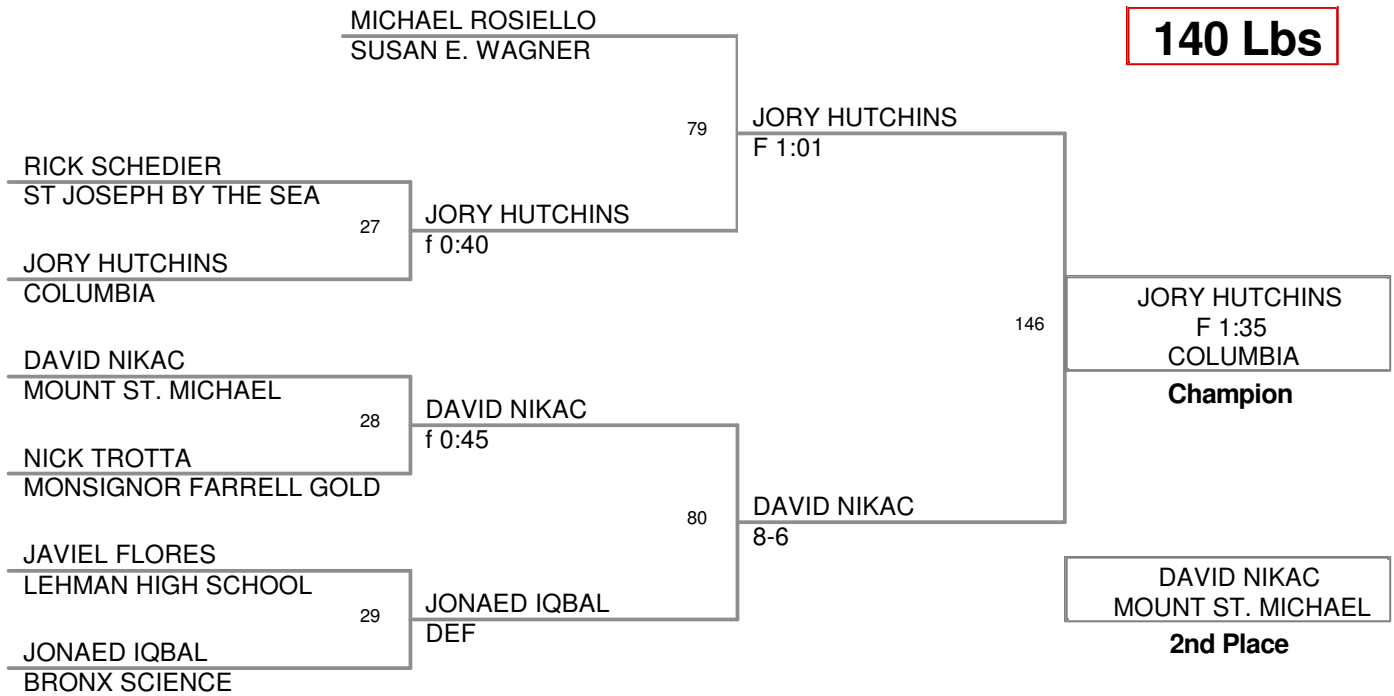 MICHAEL ROSIELLO
SUSAN E. WAGNER
140 Lbs
79
JORY HUTCHINS
F 1:01
RICK SCHEDIER
ST JOSEPH BY THE SEA
27
JORY HUTCHINS
f 0:40
JORY HUTCHINS
COLUMBIA
146
JORY HUTCHINS
F 1:35
COLUMBIA
Champion
DAVID NIKAC
MOUNT ST. MICHAEL
28
DAVID NIKAC
f 0:45
NICK TROTTA
MONSIGNOR FARRELL GOLD
80
DAVID NIKAC
8-6
JAVIEL FLORES
LEHMAN HIGH SCHOOL
29
JONAED IQBAL
DEF
JONAED IQBAL
BRONX SCIENCE
DAVID NIKAC
MOUNT ST. MICHAEL
2nd Place